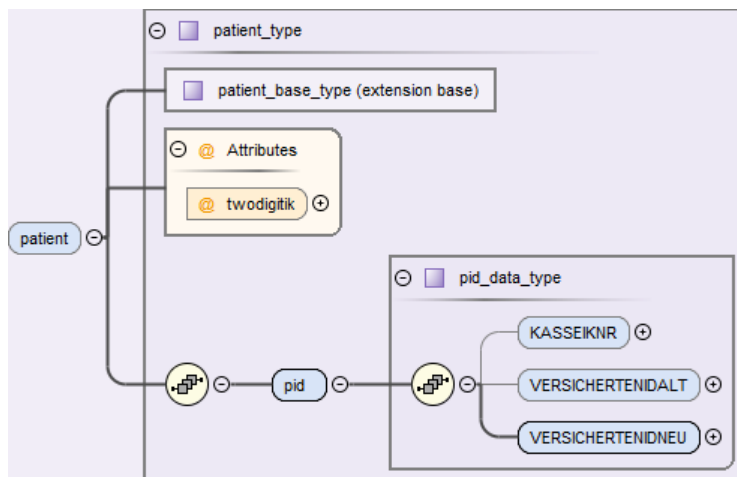 patient_type
patient_base_type (extension base)
@ Attributes
@ twodigitik
patient
pid_data_type
KASSEIKNR
pid
VERSICHERTENIDALT
VERSICHERTENIDNEU